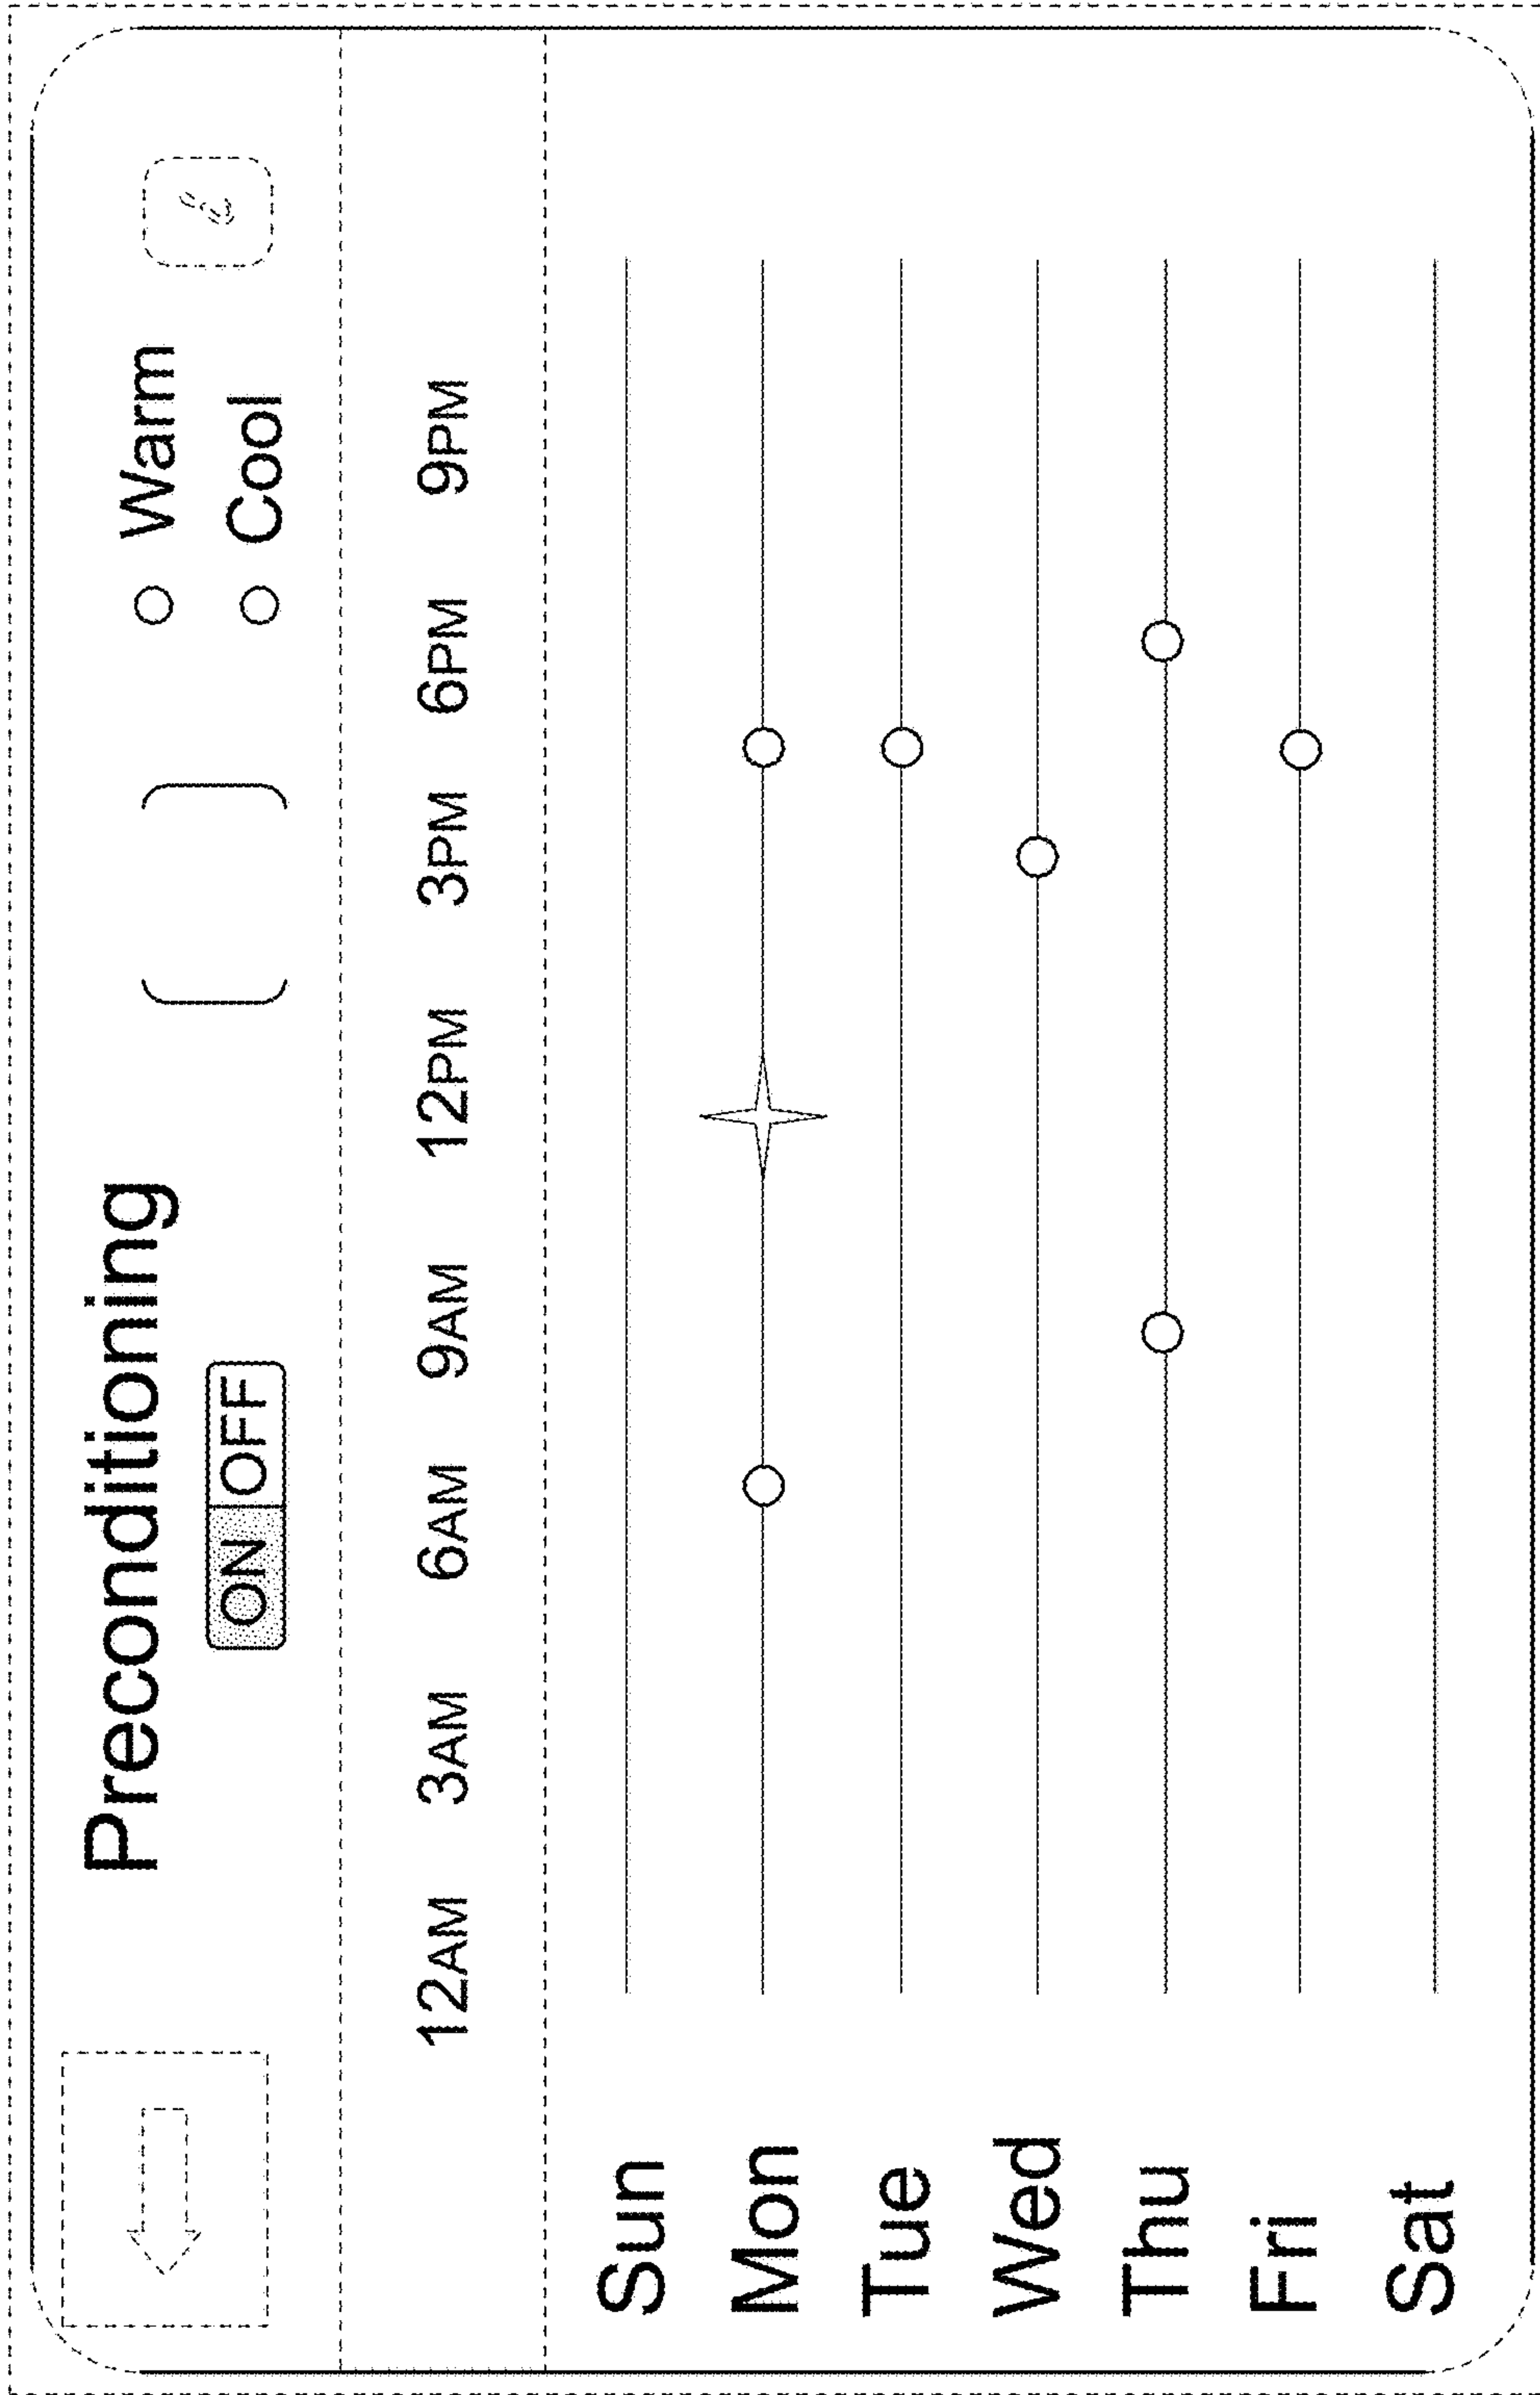 Preconditioning
ON OFF
Warm
Cool
i
12AM 3AM 6AM 9AM 12PM 3PM 6PM 9PM
Sun
Mon
Tue
Wed
Thu
Fri
Sat